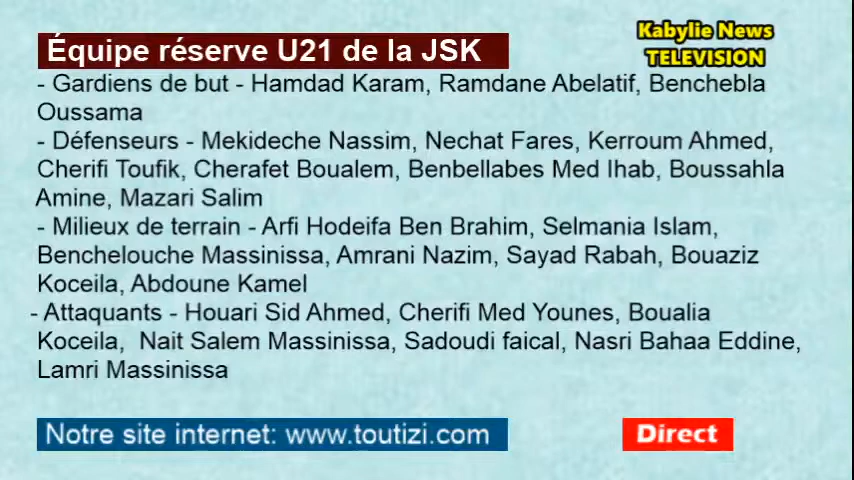 Kabylie News
TELEVISION
Équipe réserve U21 de la JSK
- Gardiens de but - Hamdad Karam, Ramdane Abelatif, Benchebla
Oussama
- Défenseurs - Mekideche Nassim, Nechat Fares, Kerroum Ahmed,
Cherifi Toufik, Cherafet Boualem, Benbellabes Med Ihab, Boussahla
Amine, Mazari Salim
- Milieux de terrain - Arfi Hodeifa Ben Brahim, Selmania Islam,
Benchelouche Massinissa, Amrani Nazim, Sayad Rabah, Bouaziz
Koceila, Abdoune Kamel
- Attaquants - Houari Sid Ahmed, Cherifi Med Younes, Boualia
Koceila,  Nait Salem Massinissa, Sadoudi faical, Nasri Bahaa Eddine,
Lamri Massinissa
Notre site internet: www.toutizi.com
Direct